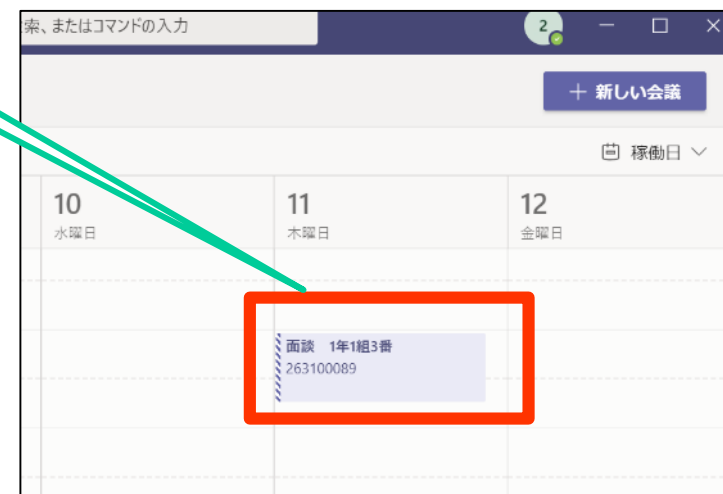 索、またはコマンドの入力
2
＋ 新しい会議
稼働日
10
水曜日
11
木曜日
12
金曜日
面談　1年1組3番
263100089